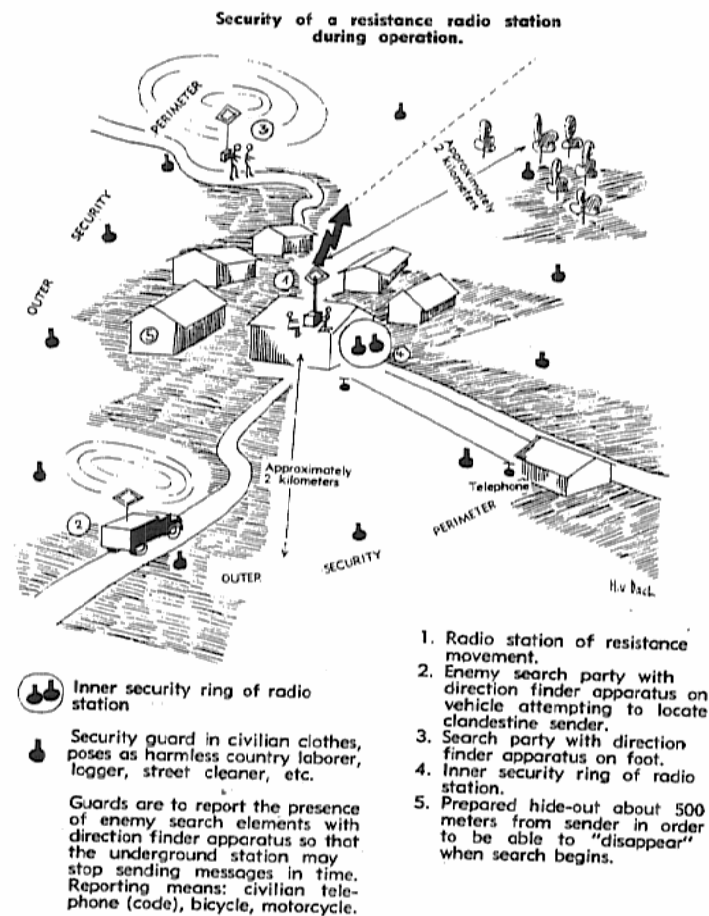 Security of a resistance radio station
during operation.
PERIMETER
3
SECURITY
OUTER
Approximately
2 kilometers
1
5
4
Approximately
2 kilometers
2
Telephone
PERIMETER
SECURITY
OUTER
H.v Dach
Inner security ring of radio
station
Security guard in civilian clothes,
poses as harmless country laborer,
logger, street cleaner, etc.
Guards are to report the presence
of enemy search elements with
direction finder apparatus so that
the underground station may
stop sending messages in time.
Reporting means: civilian tele-
phone (code), bicycle, motorcycle.
1. Radio station of resistance
movement.
2. Enemy search party with
direction finder apparatus on
vehicle attempting to locate
clandestine sender.
3. Search party with direction
finder apparatus on foot.
4. Inner security ring of radio
station.
5. Prepared hide-out about 500
meters from sender in order
to be able to "disappear"
when search begins.